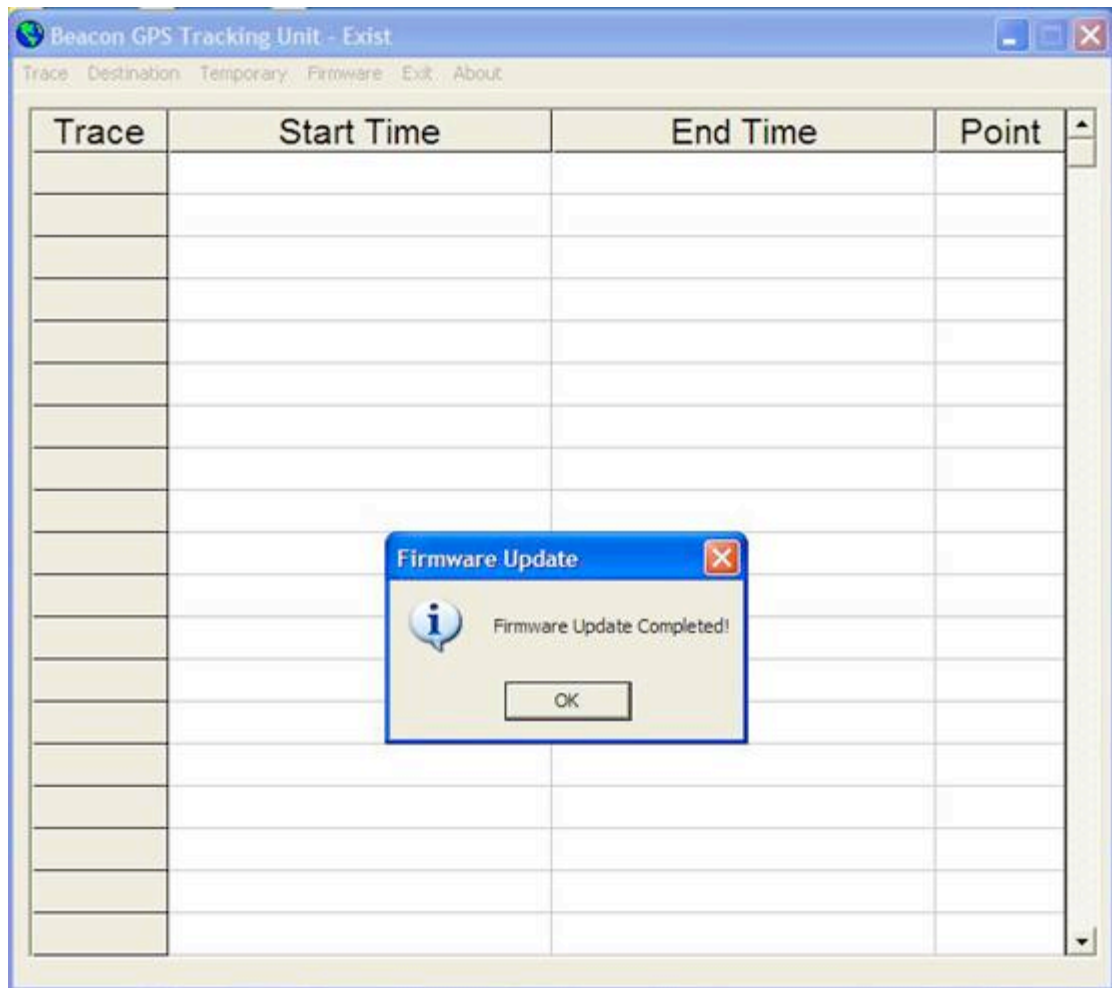 Beacon GPS Tracking Unit - Exist
Trace Destination Temporary Firmware Exit About
Trace Start Time End Time Point
Firmware Update
Firmware Update Completed!
OK